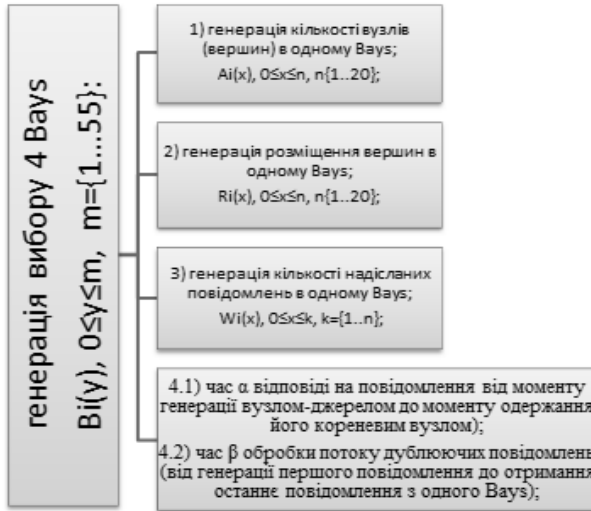 генерація вибору 4 Bays
Bi(y), 0≤y≤m, m={1...55}:
1) генерація кількості вузлів
(вершин) в одному Bays;
Ai(x), 0≤x≤n, n{1..20};
2) генерація розміщення вершин в
одному Bays;
Ri(x), 0≤x≤n, n{1..20};
3) генерація кількості надісланих
повідомлень в одному Bays;
Wi(x), 0≤x≤k, k={1..n};
4.1) час α відповіді на повідомлення від моменту
генерації вузлом-джерелом до моменту одержання
його кореневим вузлом);
4.2) час β обробки потоку дублюючих повідомлень
(від генерації першого повідомлення до отримання
останнє повідомлення з одного Bays);